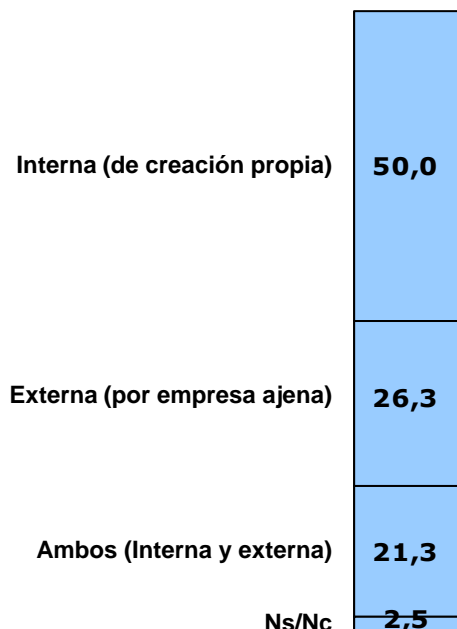 Interna (de creación propia) 50,0
Externa (por empresa ajena) 26,3
Ambos (Interna y externa) 21,3
Ns/Nc 2,5